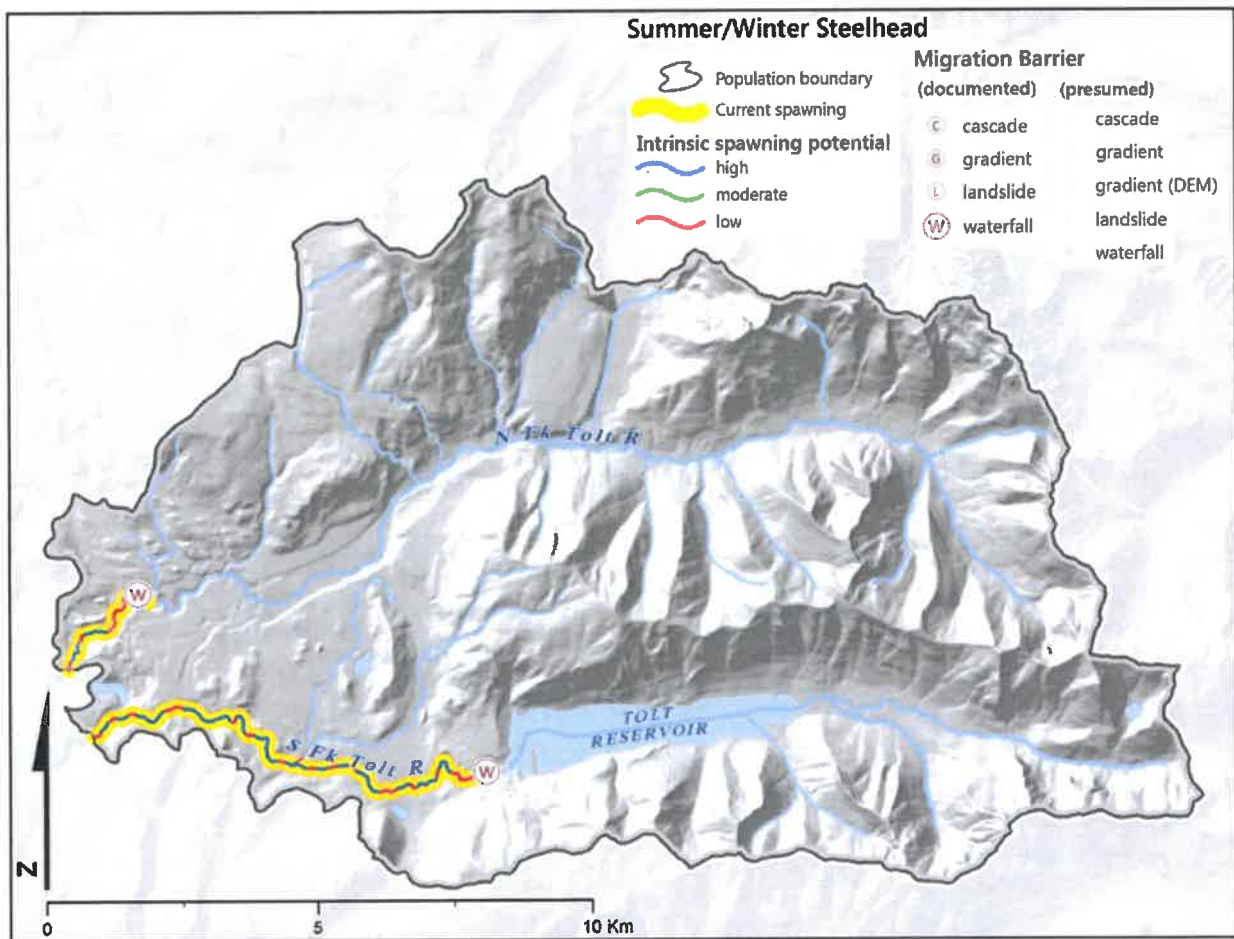 Summer/Winter Steelhead
Population boundary
Current spawning
Intrinsic spawning potential
high
moderate
low
Migration Barrier
(documented) (presumed)
C cascade cascade
G gradient gradient
gradient (DEM)
L landslide landslide
W waterfall waterfall
N Fk Tolt R
W
TOLT
RESERVOIR
S Fk Tolt R
W
N
0 5 10 Km